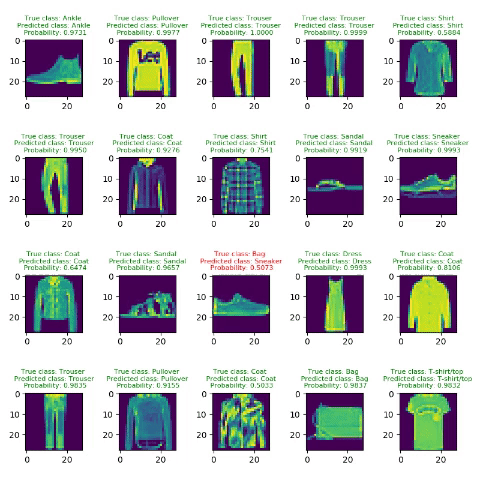 True class: Ankle True class: Pullover True class: Trouser True class: Trouser True class: Shirt
Predicted class: Ankle Predicted class: Pullover Predicted class: Trouser Predicted class: Trouser Predicted class: Shirt
Probability: 0.9731 Probability: 0.9977 Probability: 1.0000 Probability: 0.9999 Probability: 0.5884
0 0 0 0 0
Lee
10 10 10 10 10
20 20 20 20 20
0 20 0 20 0 20 0 20 0 20
True class: Trouser True class: Coat True class: Shirt True class: Sandal True class: Sneaker
Predicted class: Trouser Predicted class: Coat Predicted class: Shirt Predicted class: Sandal Predicted class: Sneaker
Probability: 0.9950 Probability: 0.9276 Probability: 0.7541 Probability: 0.9919 Probability: 0.9993
0 0 0 0 0
10 10 10 10 10
20 20 20 20 20
0 20 0 20 0 20 0 20 0 20
True class: Coat True class: Sandal True class: Bag True class: Dress True class: Coat
Predicted class: Coat Predicted class: Sandal Predicted class: Sneaker Predicted class: Dress Predicted class: Coat
Probability: 0.6474 Probability: 0.9657 Probability: 0.5073 Probability: 0.9993 Probability: 0.8106
0 0 0 0 0
10 10 10 10 10
20 20 20 20 20
0 20 0 20 0 20 0 20 0 20
True class: Trouser True class: Pullover True class: Coat True class: Bag True class: T-shirt/top
Predicted class: Trouser Predicted class: Pullover Predicted class: Coat Predicted class: Bag Predicted class: T-shirt/top
Probability: 0.9835 Probability: 0.9155 Probability: 0.5033 Probability: 0.9837 Probability: 0.9832
0 0 0 0 0
10 10 10 10 10
20 20 20 20 20
0 20 0 20 0 20 0 20 0 20